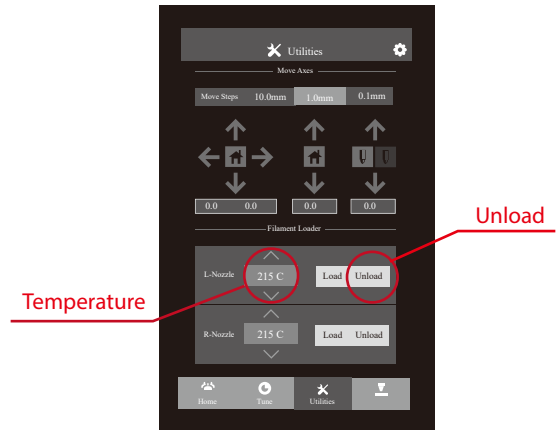 Utilities
Move Axes
Move Steps 10.0mm 1.0mm 0.1mm
0.0 0.0 0.0 0.0
Filament Loader
Unload
L-Nozzle 215 C Load Unload
Temperature
R-Nozzle 215 C Load Unload
Home Tune Utilities